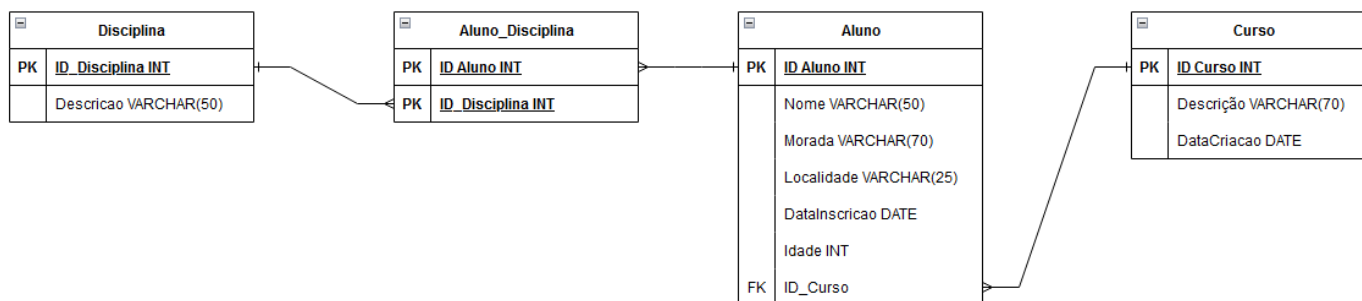 Disciplina
PK ID_Disciplina INT
Descricao VARCHAR(50)
Aluno_Disciplina
PK ID Aluno INT
PK ID_Disciplina INT
Aluno
PK ID Aluno INT
Nome VARCHAR(50)
Morada VARCHAR(70)
Localidade VARCHAR(25)
DataInscricao DATE
Idade INT
FK ID_Curso
Curso
PK ID Curso INT
Descrição VARCHAR(70)
DataCriacao DATE